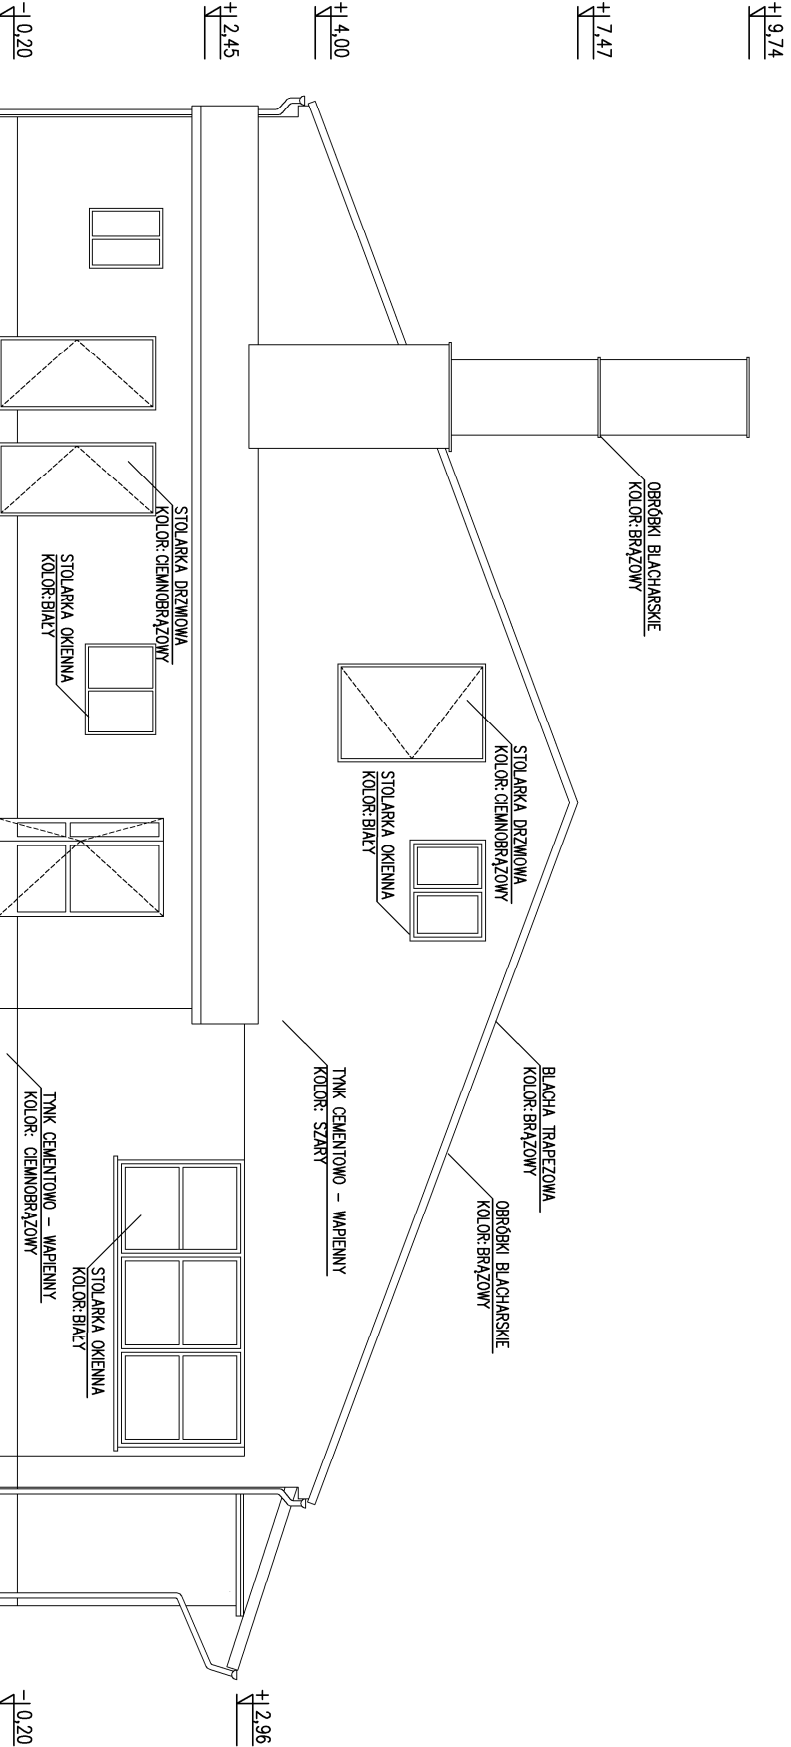 + 9,74
+ 7,47
+ 4,00
+ 2,45
- 0,20
OBRÓBKI BLACHARSKIE
KOLOR:BRĄZOWY
STOLARKA DRZWIOWA
KOLOR: CIEMNOBRĄZOWY
STOLARKA OKIENNA
KOLOR:BIAŁY
STOLARKA DRZWIOWA
KOLOR: CIEMNOBRĄZOWY
STOLARKA OKIENNA
KOLOR:BIAŁY
BLACHA TRAPEZOWA
KOLOR:BRĄZOWY
OBRÓBKI BLACHARSKIE
KOLOR:BRĄZOWY
TYNK CEMENTOWO - WAPIENNY
KOLOR: SZARY
TYNK CEMENTOWO - WAPIENNY
KOLOR: CIEMNOBRĄZOWY
STOLARKA OKIENNA
KOLOR:BIAŁY
+ 2,96
- 0,20